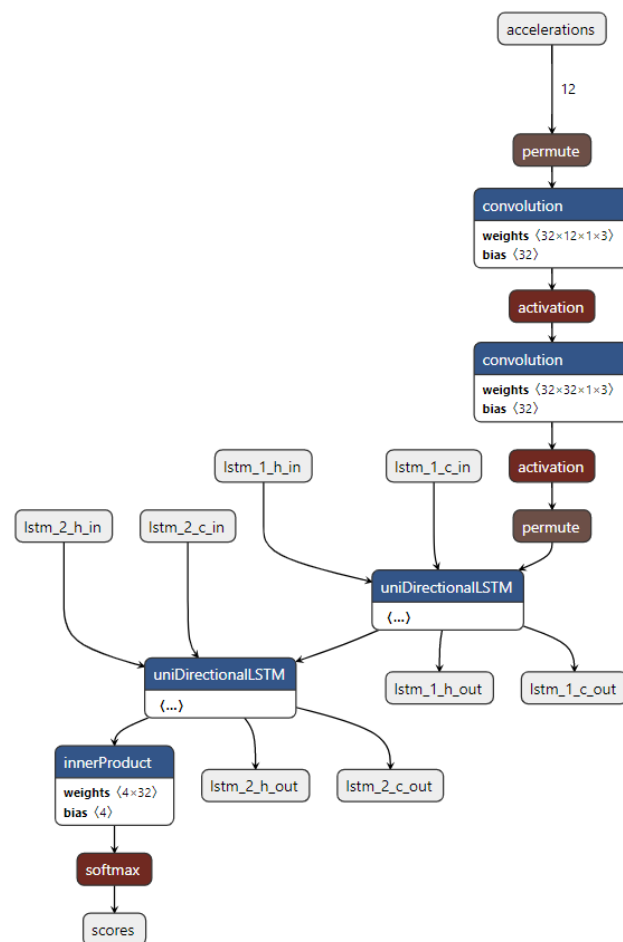 accelerations
12
permute
convolution
weights ⟨32×12×1×3⟩
bias ⟨32⟩
activation
convolution
weights ⟨32×32×1×3⟩
bias ⟨32⟩
lstm_1_h_in
lstm_1_c_in
activation
lstm_2_h_in
lstm_2_c_in
permute
uniDirectionalLSTM
⟨…⟩
uniDirectionalLSTM
⟨…⟩
lstm_1_h_out
lstm_1_c_out
innerProduct
weights ⟨4×32⟩
bias ⟨4⟩
lstm_2_h_out
lstm_2_c_out
softmax
scores